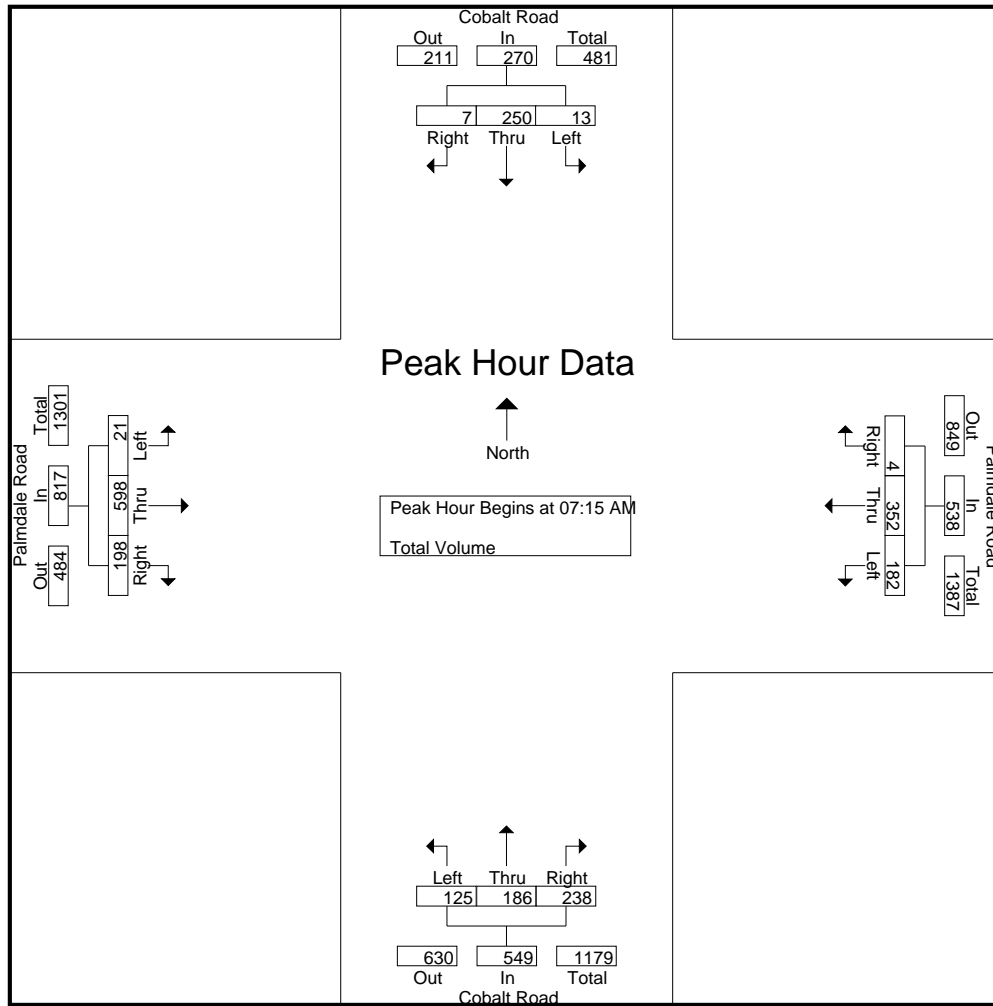 Cobalt Road
Out In Total
211 270 481
7 250 13
Right Thru Left
Peak Hour Data
North
Peak Hour Begins at 07:15 AM
Total Volume
Palmdale Road
Total In Out
1301 817 484
21 598 198
Left Thru Right
Palmdale Road
Out In Total
849 538 1387
4 352 182
Right Thru Left
Left Thru Right
125 186 238
630 549 1179
Out In Total
Cobalt Road